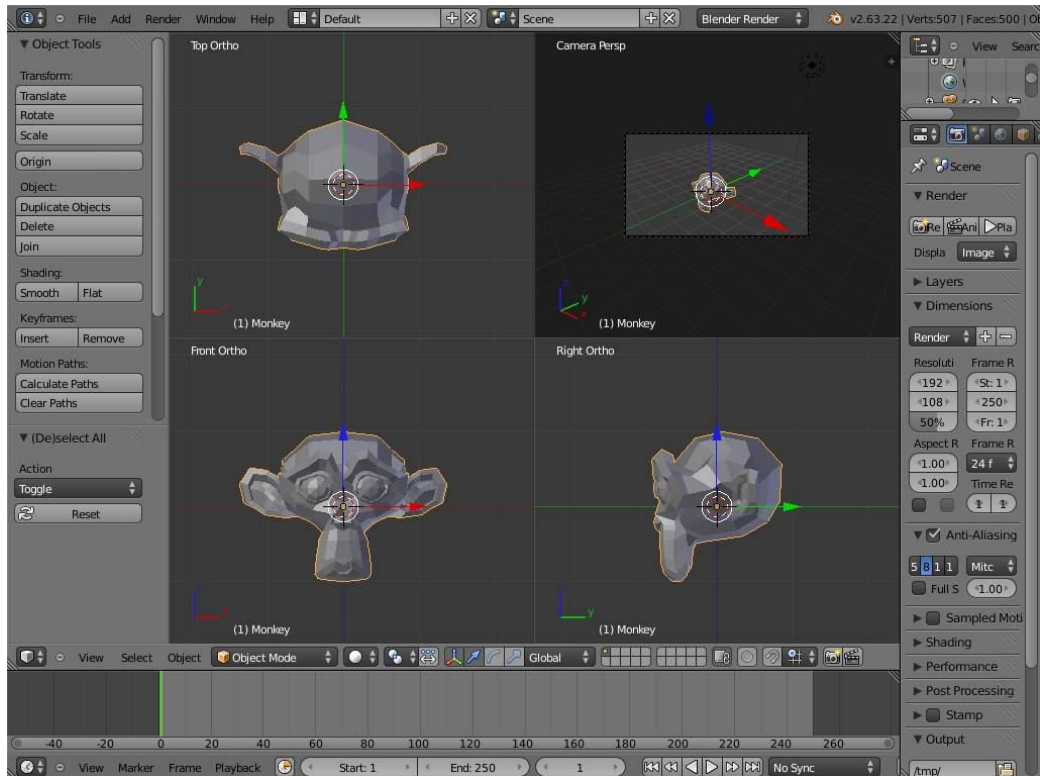 File Add Render Window Help Default Scene Blender Render v2.63.22 | Verts:507 | Faces:500 |
Object Tools
Transform:
Translate
Rotate
Scale
Origin
Object:
Duplicate Objects
Delete
Join
Shading:
Smooth Flat
Keyframes:
Insert Remove
Motion Paths:
Calculate Paths
Clear Paths
(De)select All
Action
Toggle
Reset
Top Ortho
y
(1) Monkey
Camera Persp
z
y
x
(1) Monkey
Front Ortho
(1) Monkey
Right Ortho
y
(1) Monkey
View Searc
Scene
Render
Re Ani Pla
Displa Image
Layers
Dimensions
Render
Resoluti Frame R
192 St: 1
108 250
50% Fr: 1
Aspect R Frame R
1.00 24 f
1.00 Time Re
1 1
Anti-Aliasing
5 8 1 1 Mitc
Full S 1.00
Sampled Moti
Shading
Performance
Post Processing
Stamp
Output
/tmp/
View Select Object Object Mode Global
-40 -20 0 20 40 60 80 100 120 140 160 180 200 220 240 260
View Marker Frame Playback Start: 1 End: 250 1 No Sync